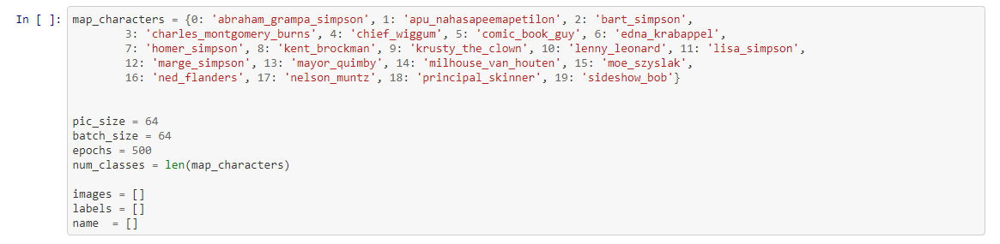 In [ ]: map_characters = {0: 'abraham_grampa_simpson', 1: 'apu_nahasapeemapetilon', 2: 'bart_simpson',
3: 'charles_montgomery_burns', 4: 'chief_wiggum', 5: 'comic_book_guy', 6: 'edna_krabappel',
7: 'homer_simpson', 8: 'kent_brockman', 9: 'krusty_the_clown', 10: 'lenny_leonard', 11: 'lisa_simpson',
12: 'marge_simpson', 13: 'mayor_quimby', 14: 'milhouse_van_houten', 15: 'moe_szyslak',
16: 'ned_flanders', 17: 'nelson_muntz', 18: 'principal_skinner', 19: 'sideshow_bob'}
pic_size = 64
batch_size = 64
epochs = 500
num_classes = len(map_characters)
images = []
labels = []
name  = []